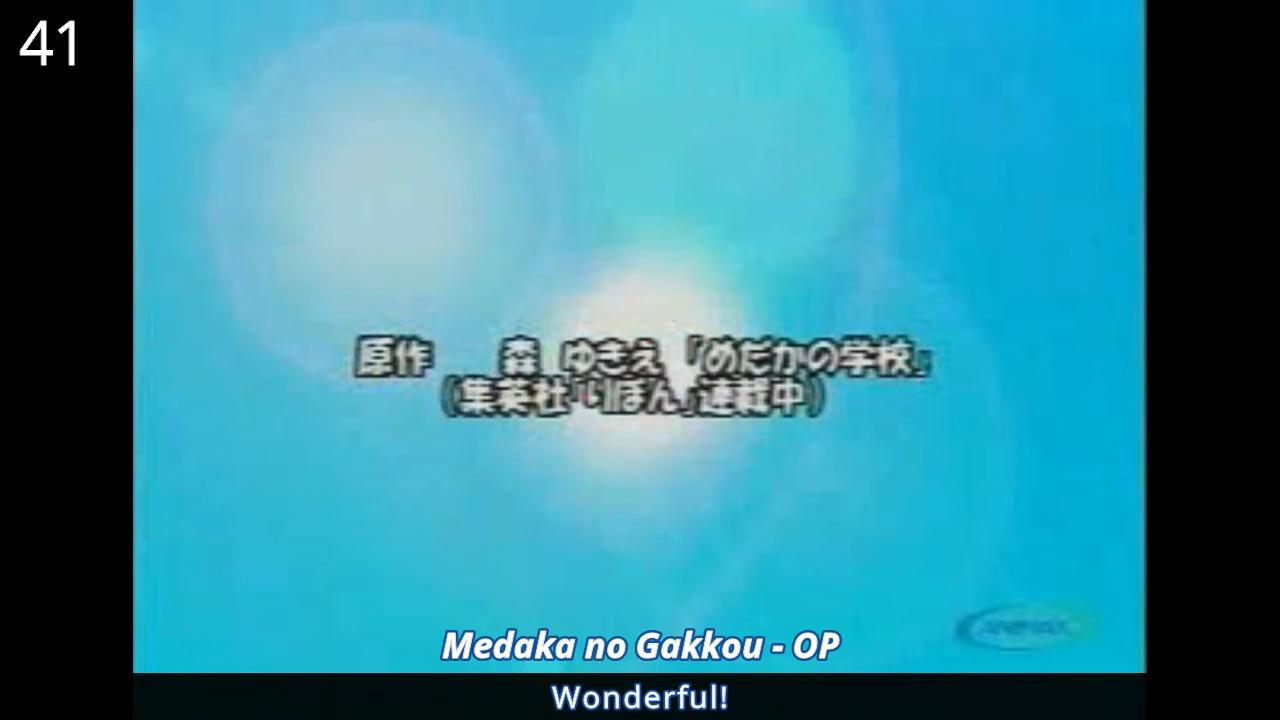 41
原作　森 ゆきえ 「めだかの学校」
(集英社「りぼん」連載中)
ANIMAX
Medaka no Gakkou - OP
Wonderful!